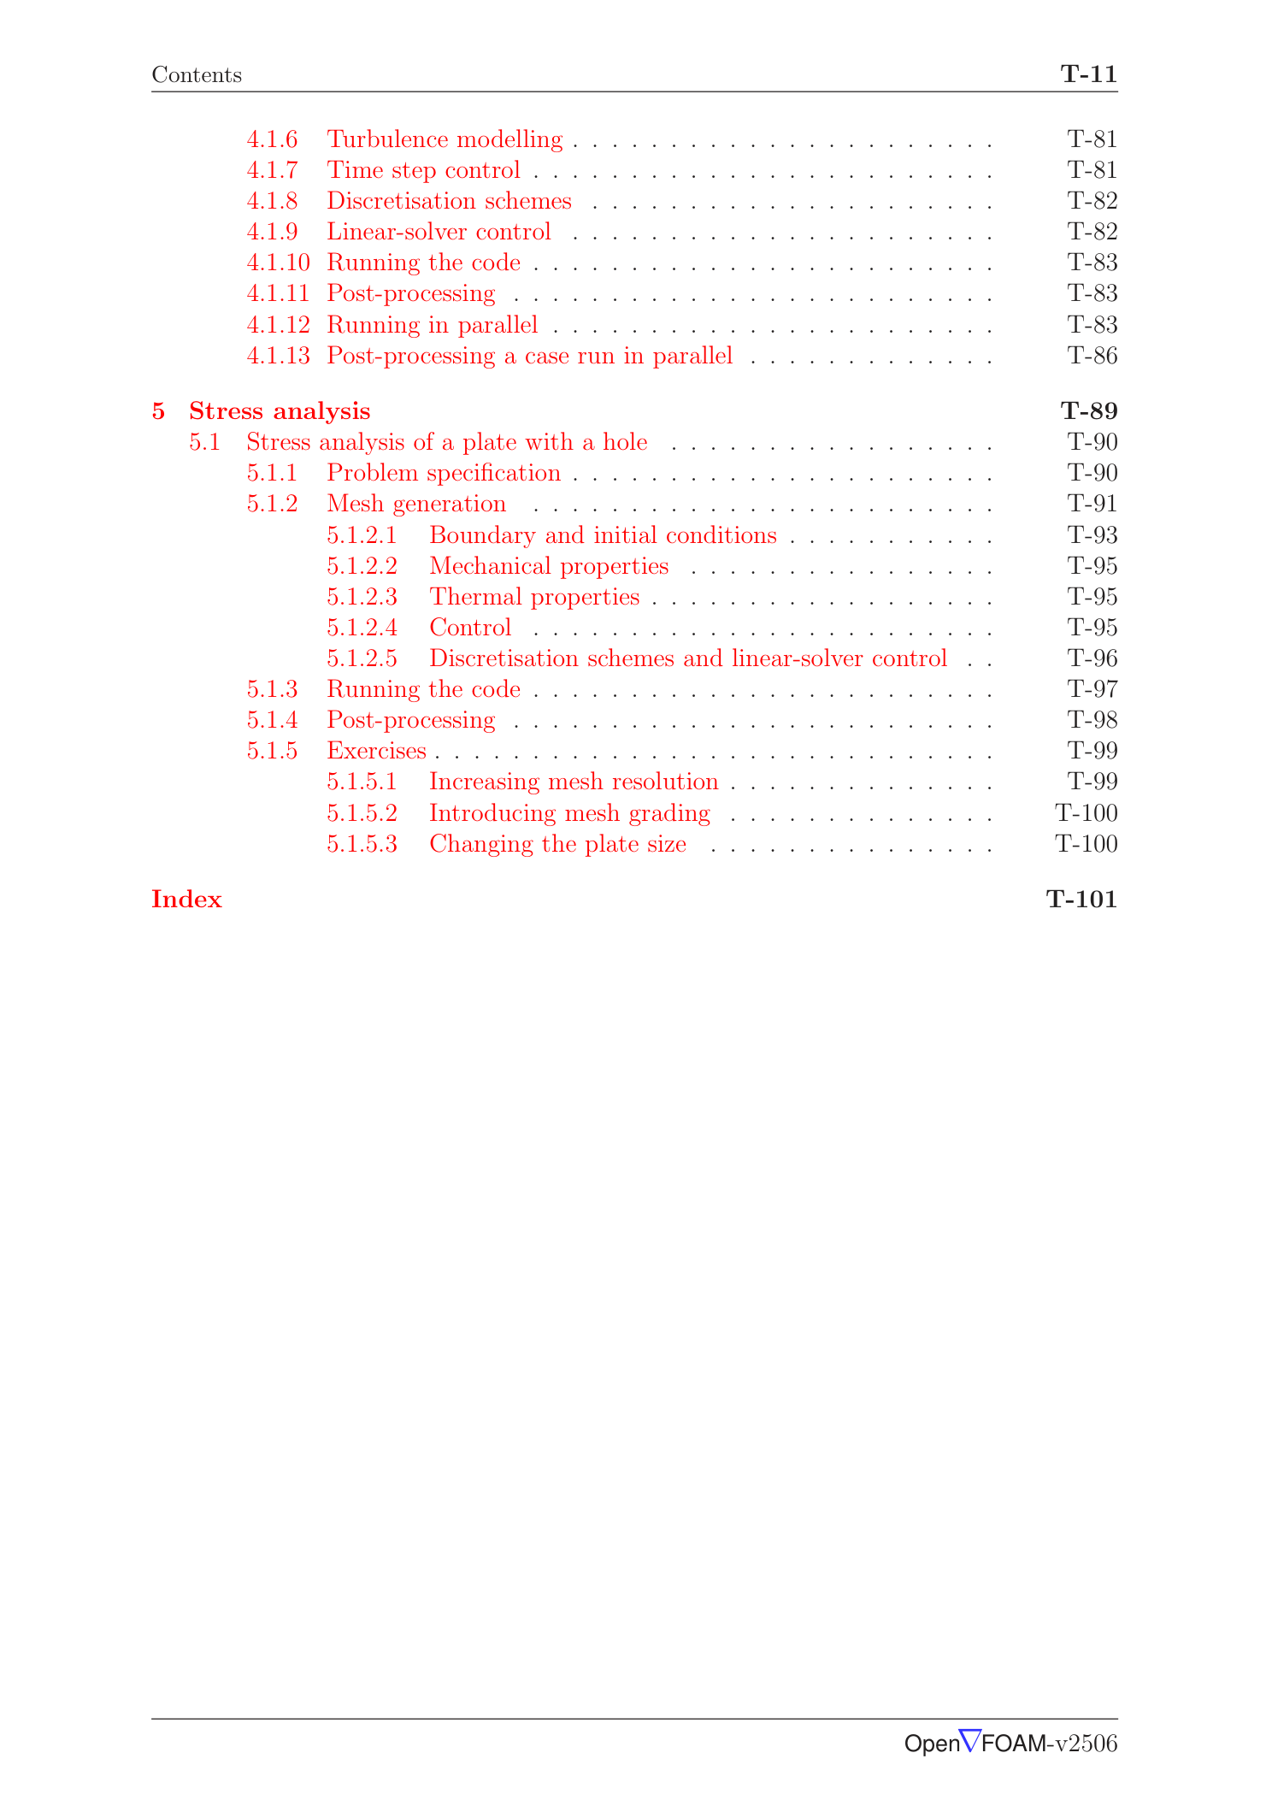 Contents T-11
4.1.6 Turbulence modelling . . . . . . . . . . . . . . . . . . . . . . T-81
4.1.7 Time step control . . . . . . . . . . . . . . . . . . . . . . . . T-81
4.1.8 Discretisation schemes . . . . . . . . . . . . . . . . . . . . . T-82
4.1.9 Linear-solver control . . . . . . . . . . . . . . . . . . . . . . T-82
4.1.10 Running the code . . . . . . . . . . . . . . . . . . . . . . . . T-83
4.1.11 Post-processing . . . . . . . . . . . . . . . . . . . . . . . . . T-83
4.1.12 Running in parallel . . . . . . . . . . . . . . . . . . . . . . . T-83
4.1.13 Post-processing a case run in parallel . . . . . . . . . . . . . T-86
5 Stress analysis T-89
5.1 Stress analysis of a plate with a hole . . . . . . . . . . . . . . . . . T-90
5.1.1 Problem specification . . . . . . . . . . . . . . . . . . . . . . T-90
5.1.2 Mesh generation . . . . . . . . . . . . . . . . . . . . . . . . T-91
5.1.2.1 Boundary and initial conditions . . . . . . . . . . . T-93
5.1.2.2 Mechanical properties . . . . . . . . . . . . . . . . T-95
5.1.2.3 Thermal properties . . . . . . . . . . . . . . . . . . T-95
5.1.2.4 Control . . . . . . . . . . . . . . . . . . . . . . . . T-95
5.1.2.5 Discretisation schemes and linear-solver control . . T-96
5.1.3 Running the code . . . . . . . . . . . . . . . . . . . . . . . . T-97
5.1.4 Post-processing . . . . . . . . . . . . . . . . . . . . . . . . . T-98
5.1.5 Exercises . . . . . . . . . . . . . . . . . . . . . . . . . . . . . T-99
5.1.5.1 Increasing mesh resolution . . . . . . . . . . . . . . T-99
5.1.5.2 Introducing mesh grading . . . . . . . . . . . . . . T-100
5.1.5.3 Changing the plate size . . . . . . . . . . . . . . . T-100
Index T-101
Open∇FOAM-v2506